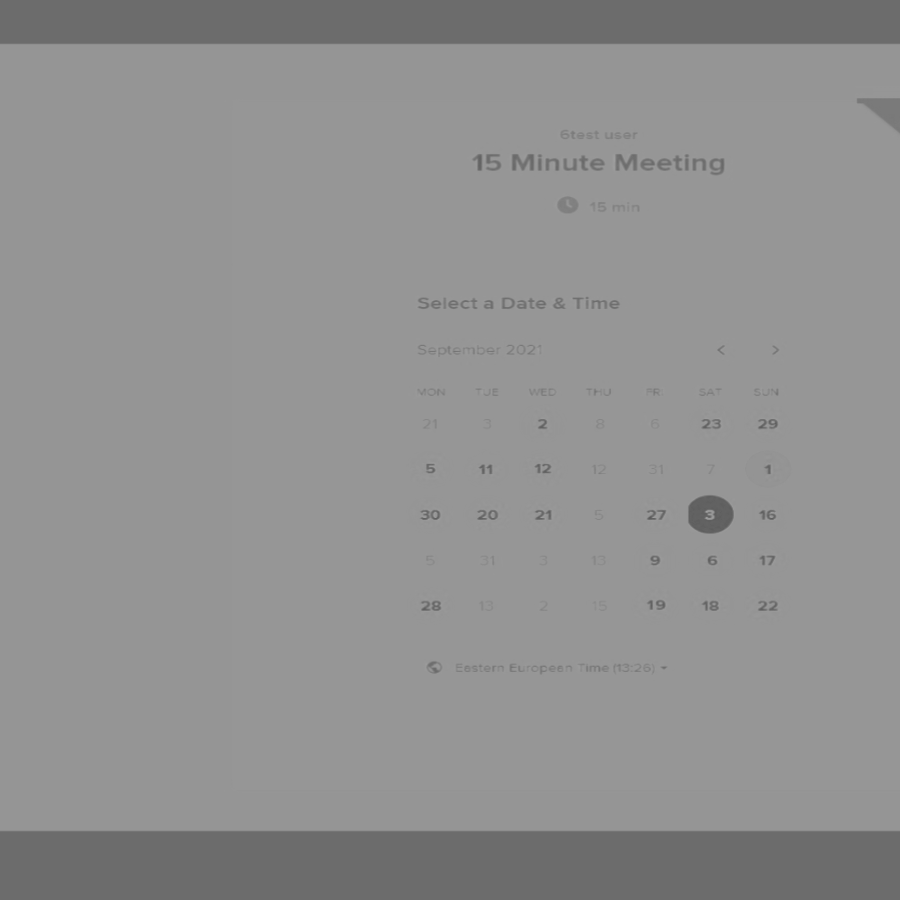 6test user
15 Minute Meeting
15 min
Select a Date & Time
September 2021
MON TUE WED THU FRI SAT SUN
21 3 2 8 6 23 29
5 11 12 12 31 7 1
30 20 21 5 27 3 16
5 31 3 13 9 6 17
28 13 2 15 19 18 22
Eastern European Time (13:26)